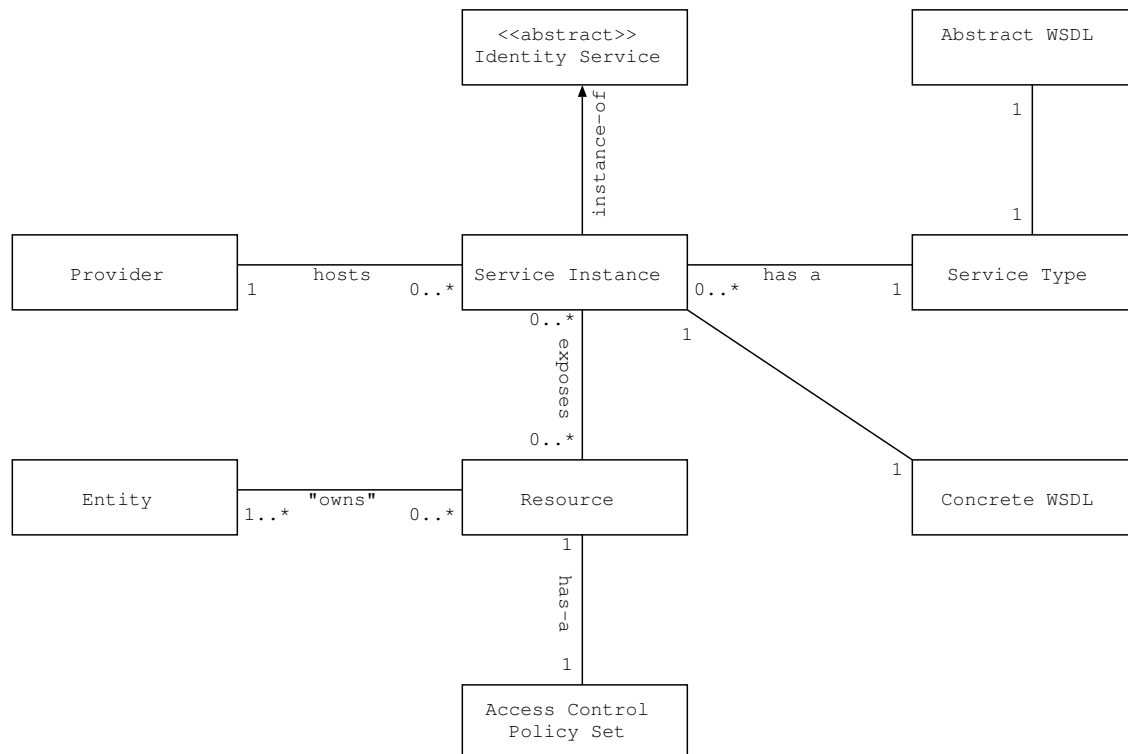 <<abstract>>
Identity Service
Abstract WSDL
1
instance-of
1
Provider
hosts
1
0..*
Service Instance
has a
0..*
1
Service Type
0..*
1
exposes
0..*
1
Entity
"owns"
1..*
0..*
Resource
Concrete WSDL
1
has-a
1
Access Control
Policy Set